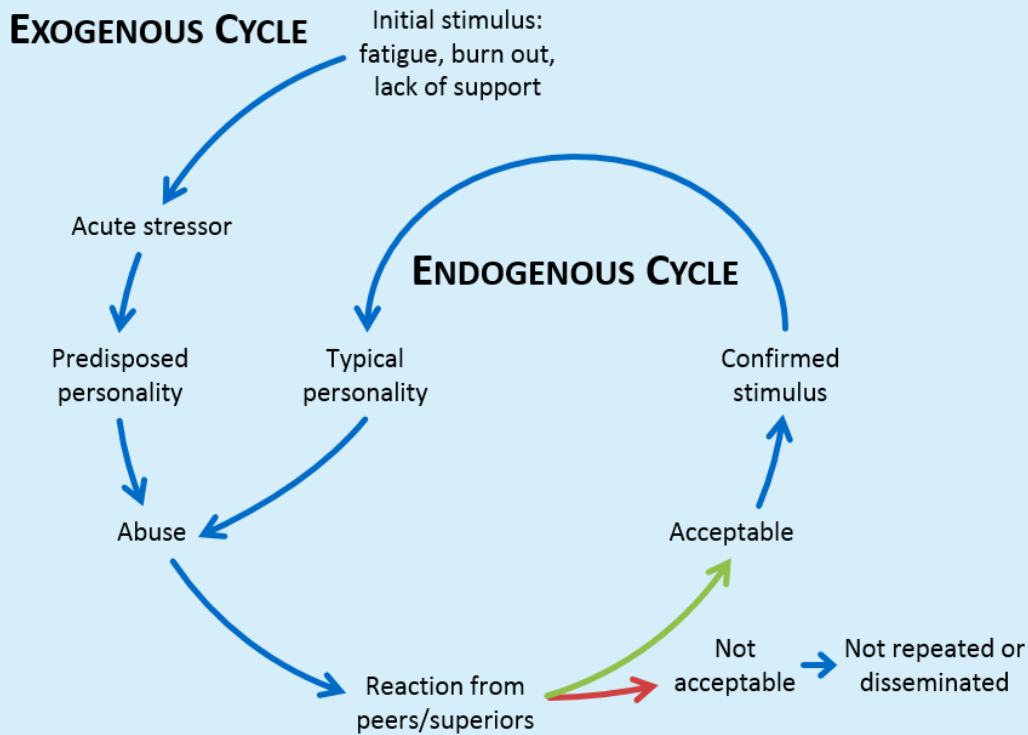 EXOGENOUS CYCLE
Initial stimulus:
fatigue, burn out,
lack of support
Acute stressor
ENDOGENOUS CYCLE
Predisposed
personality
Typical
personality
Confirmed
stimulus
Abuse
Acceptable
Reaction from
peers/superiors
Not
acceptable
Not repeated or
disseminated